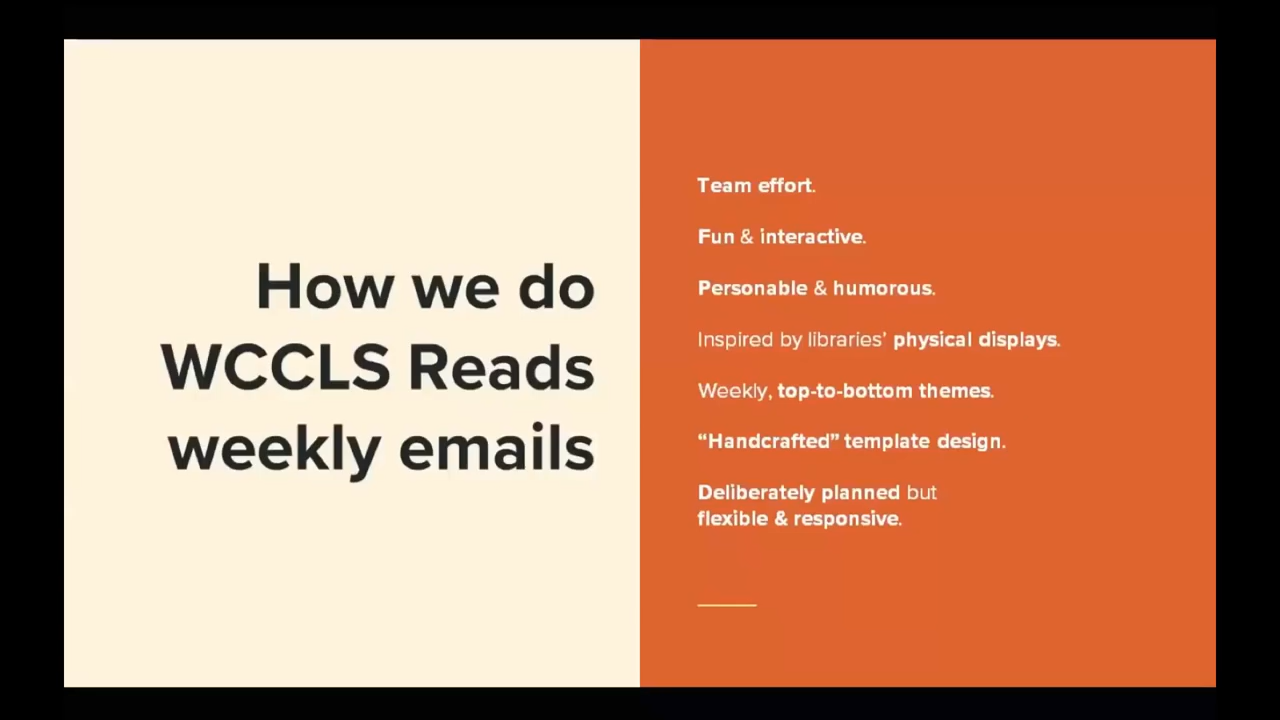 How we do
WCCLS Reads
weekly emails
Team effort.
Fun & interactive.
Personable & humorous.
Inspired by libraries’ physical displays.
Weekly, top-to-bottom themes.
“Handcrafted” template design.
Deliberately planned but
flexible & responsive.